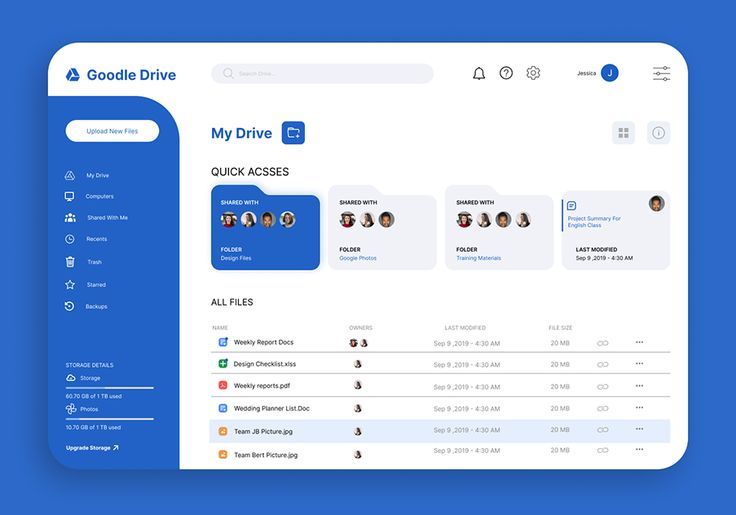 Goodle Drive
Search Drive...
Jessica
J
Upload New Files
My Drive
Computers
Shared With Me
Recents
Trash
Starred
Backups
STORAGE DETAILS
Storage
60.70 GB of 1 TB used
Photos
10.70 GB of 1 TB used
Upgrade Storage
My Drive
QUICK ACSSES
SHARED WITH
FOLDER
Design Files
SHARED WITH
FOLDER
Google Photos
SHARED WITH
FOLDER
Training Materials
Project Summary For
English Class
LAST MODIFIED
Sep 9 ,2019 - 4:30 AM
ALL FILES
NAME OWNERS LAST MODIFIED FILE SIZE
Weekly Report Docs Sep 9 ,2019 - 4:30 AM 20 MB
Design Checklist.xlss Sep 9 ,2019 - 4:30 AM 20 MB
Weekly reports.pdf Sep 9 ,2019 - 4:30 AM 20 MB
Wedding Planner List.Doc Sep 9 ,2019 - 4:30 AM 20 MB
Team JB Picture.jpg Sep 9 ,2019 - 4:30 AM 20 MB
Team Bert Picture.jpg Sep 9 ,2019 - 4:30 AM 20 MB